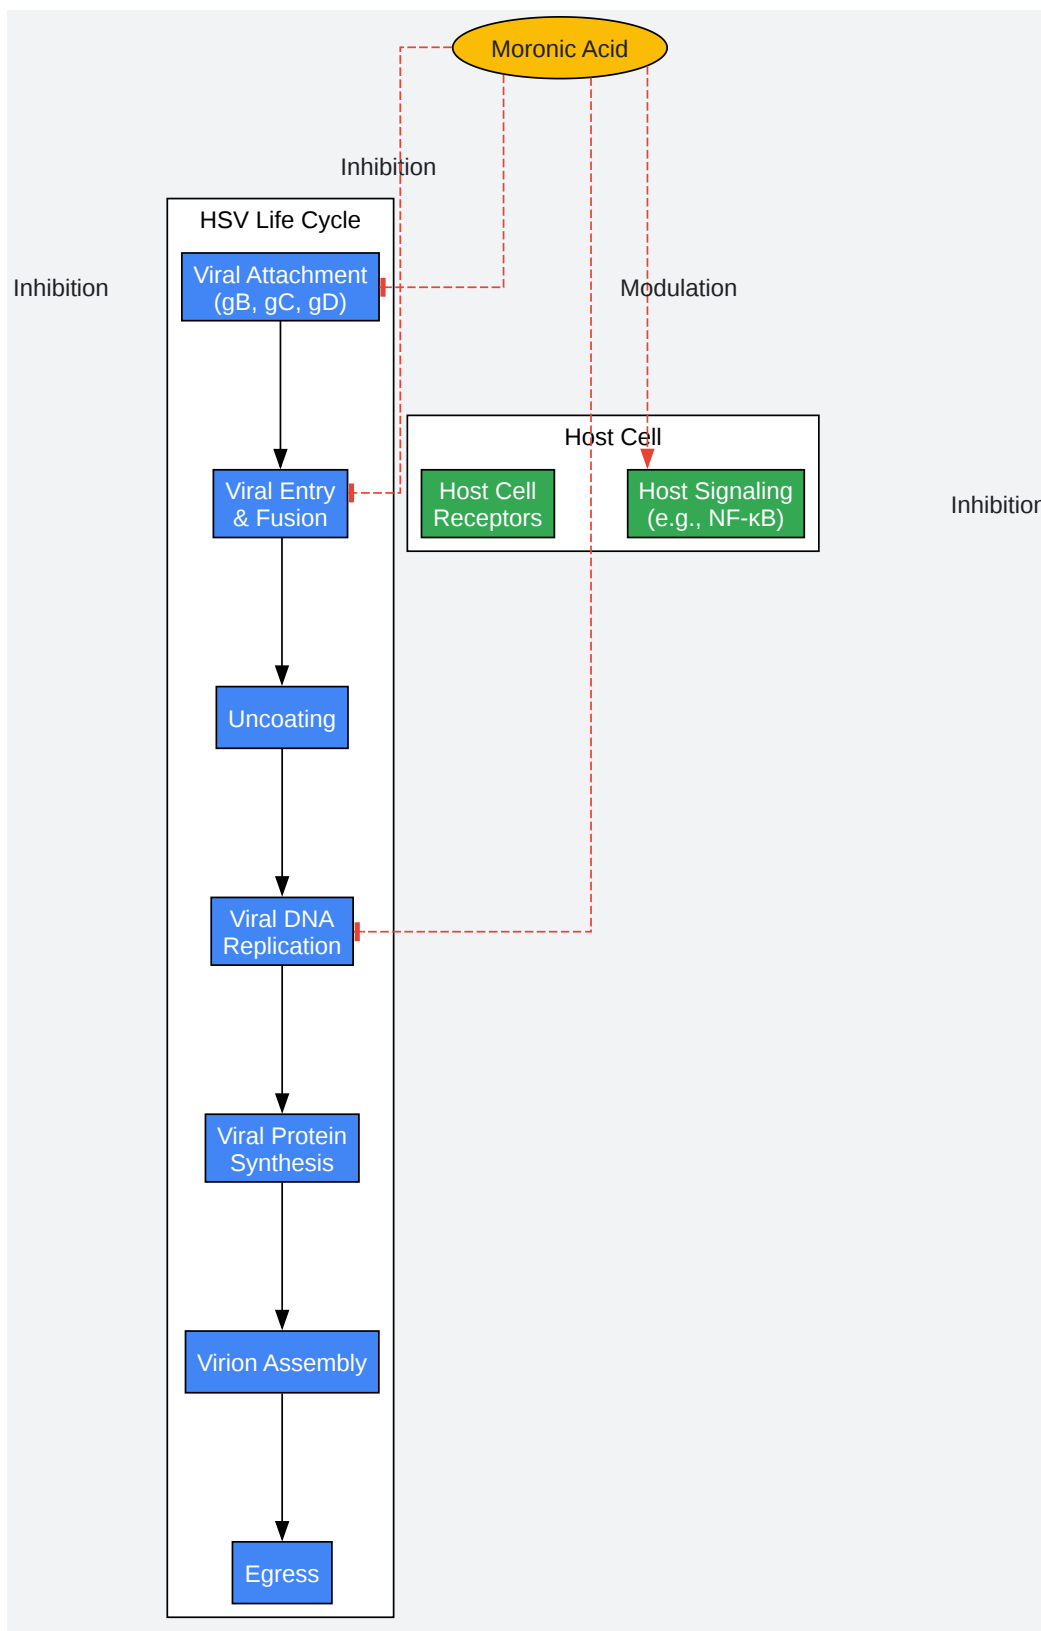 Moronic Acid
Inhibition
HSV Life Cycle
Viral Attachment
(gB, gC, gD)
Inhibition
Modulation
Host Cell
Viral Entry
& Fusion
Host Cell
Receptors
Host Signaling
(e.g., NF-κB)
Inhibition
Uncoating
Viral DNA
Replication
Viral Protein
Synthesis
Virion Assembly
Egress